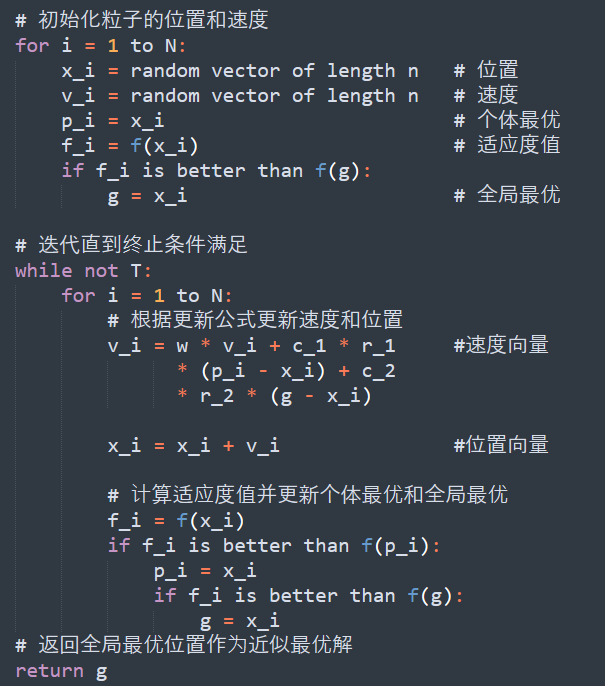 # 初始化粒子的位置和速度
for i = 1 to N:
    x_i = random vector of length n   # 位置
    v_i = random vector of length n   # 速度
    p_i = x_i                         # 个体最优
    f_i = f(x_i)                      # 适应度值
    if f_i is better than f(g):
        g = x_i                       # 全局最优

# 迭代直到终止条件满足
while not T:
    for i = 1 to N:
        # 根据更新公式更新速度和位置
        v_i = w * v_i + c_1 * r_1     #速度向量
              * (p_i - x_i) + c_2
              * r_2 * (g - x_i)

        x_i = x_i + v_i               #位置向量

        # 计算适应度值并更新个体最优和全局最优
        f_i = f(x_i)
        if f_i is better than f(p_i):
            p_i = x_i
            if f_i is better than f(g):
                g = x_i
# 返回全局最优位置作为近似最优解
return g